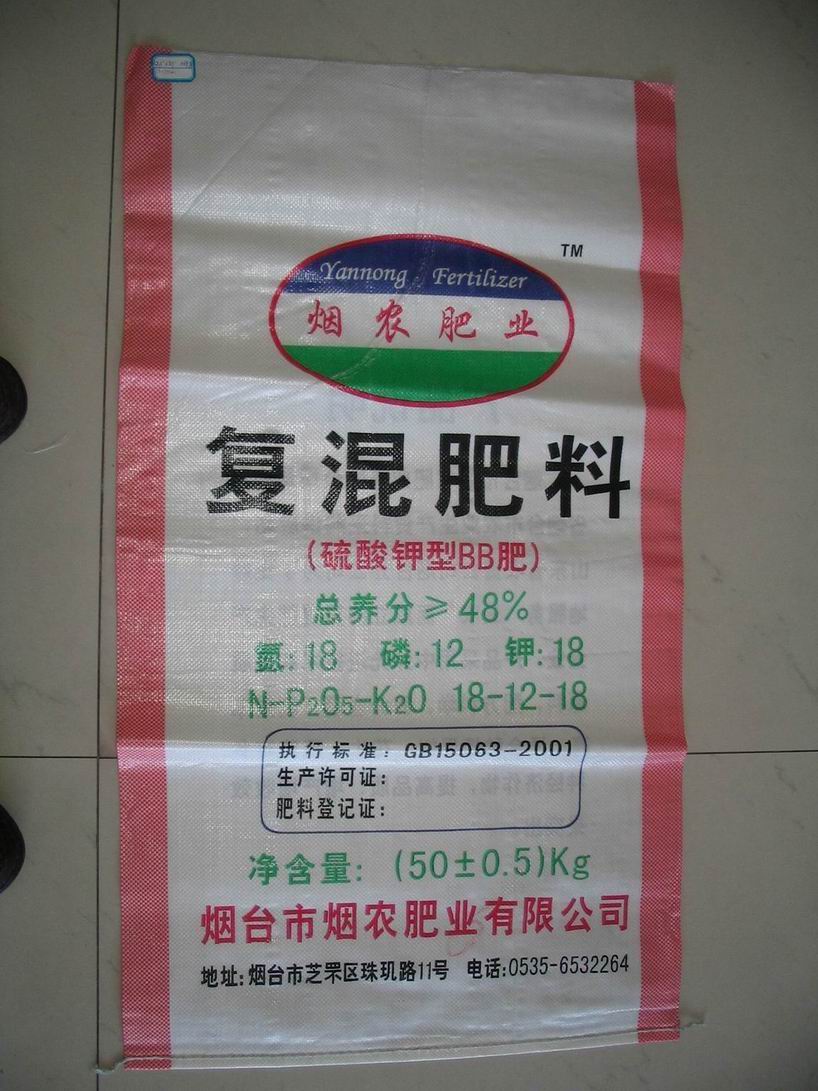 TM
Yannong Fertilizer
烟农肥业
复混肥料
(硫酸钾型BB肥)
总养分≥48%
氮:18 磷:12 钾:18
N-P₂O₅-K₂O 18-12-18
执行标准:GB15063-2001
生产许可证:
肥料登记证:
净含量:(50±0.5)Kg
烟台市烟农肥业有限公司
地址:烟台市芝罘区珠玑路11号 电话:0535-6532264